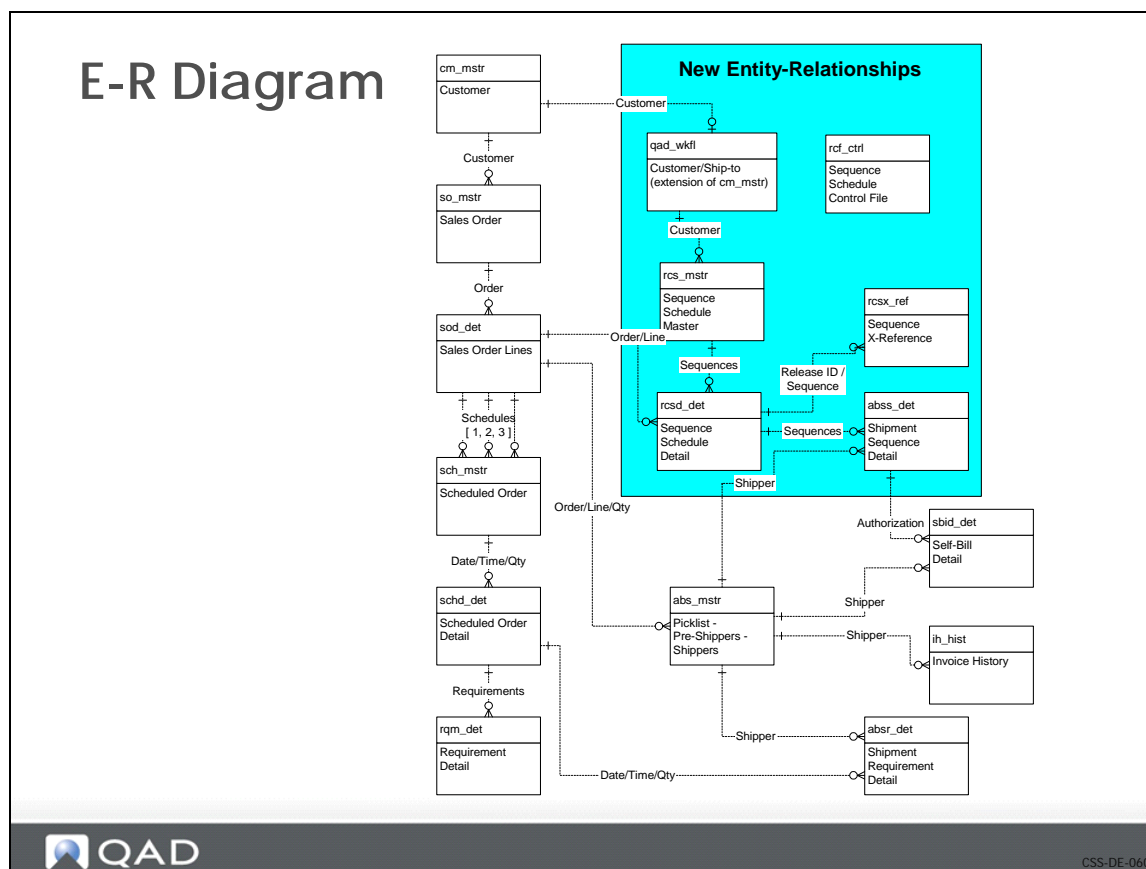 E-R Diagram
New Entity-Relationships
cm_mstr
Customer
Customer
qad_wkfl
Customer/Ship-to
(extension of cm_mstr)
rcf_ctrl
Sequence
Schedule
Control File
Customer
so_mstr
Sales Order
Customer
rcs_mstr
Sequence
Schedule
Master
rcsx_ref
Sequence
X-Reference
Order
sod_det
Sales Order Lines
Order/Line
Sequences
Release ID /
Sequence
rcsd_det
Sequence
Schedule
Detail
Sequences
abss_det
Shipment
Sequence
Detail
Schedules
[ 1, 2, 3 ]
sch_mstr
Scheduled Order
Shipper
Order/Line/Qty
Authorization
sbid_det
Self-Bill
Detail
Date/Time/Qty
schd_det
Scheduled Order
Detail
abs_mstr
Picklist -
Pre-Shippers -
Shippers
Shipper
Shipper
ih_hist
Invoice History
Requirements
rqm_det
Requirement
Detail
Shipper
absr_det
Shipment
Requirement
Detail
Date/Time/Qty
QAD
CSS-DE-060